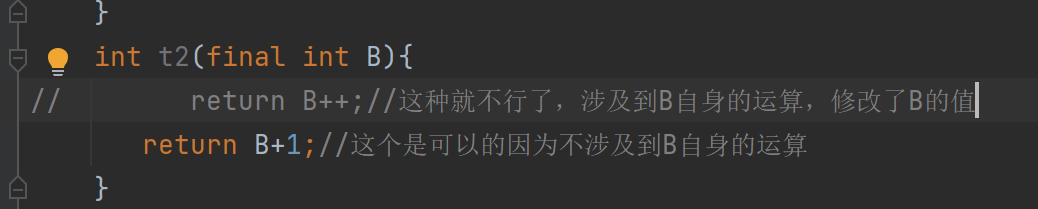 }
int t2(final int B){
//        return B++;//这种就不行了，涉及到B自身的运算，修改了B的值
return B+1;//这个是可以的因为不涉及到B自身的运算
}